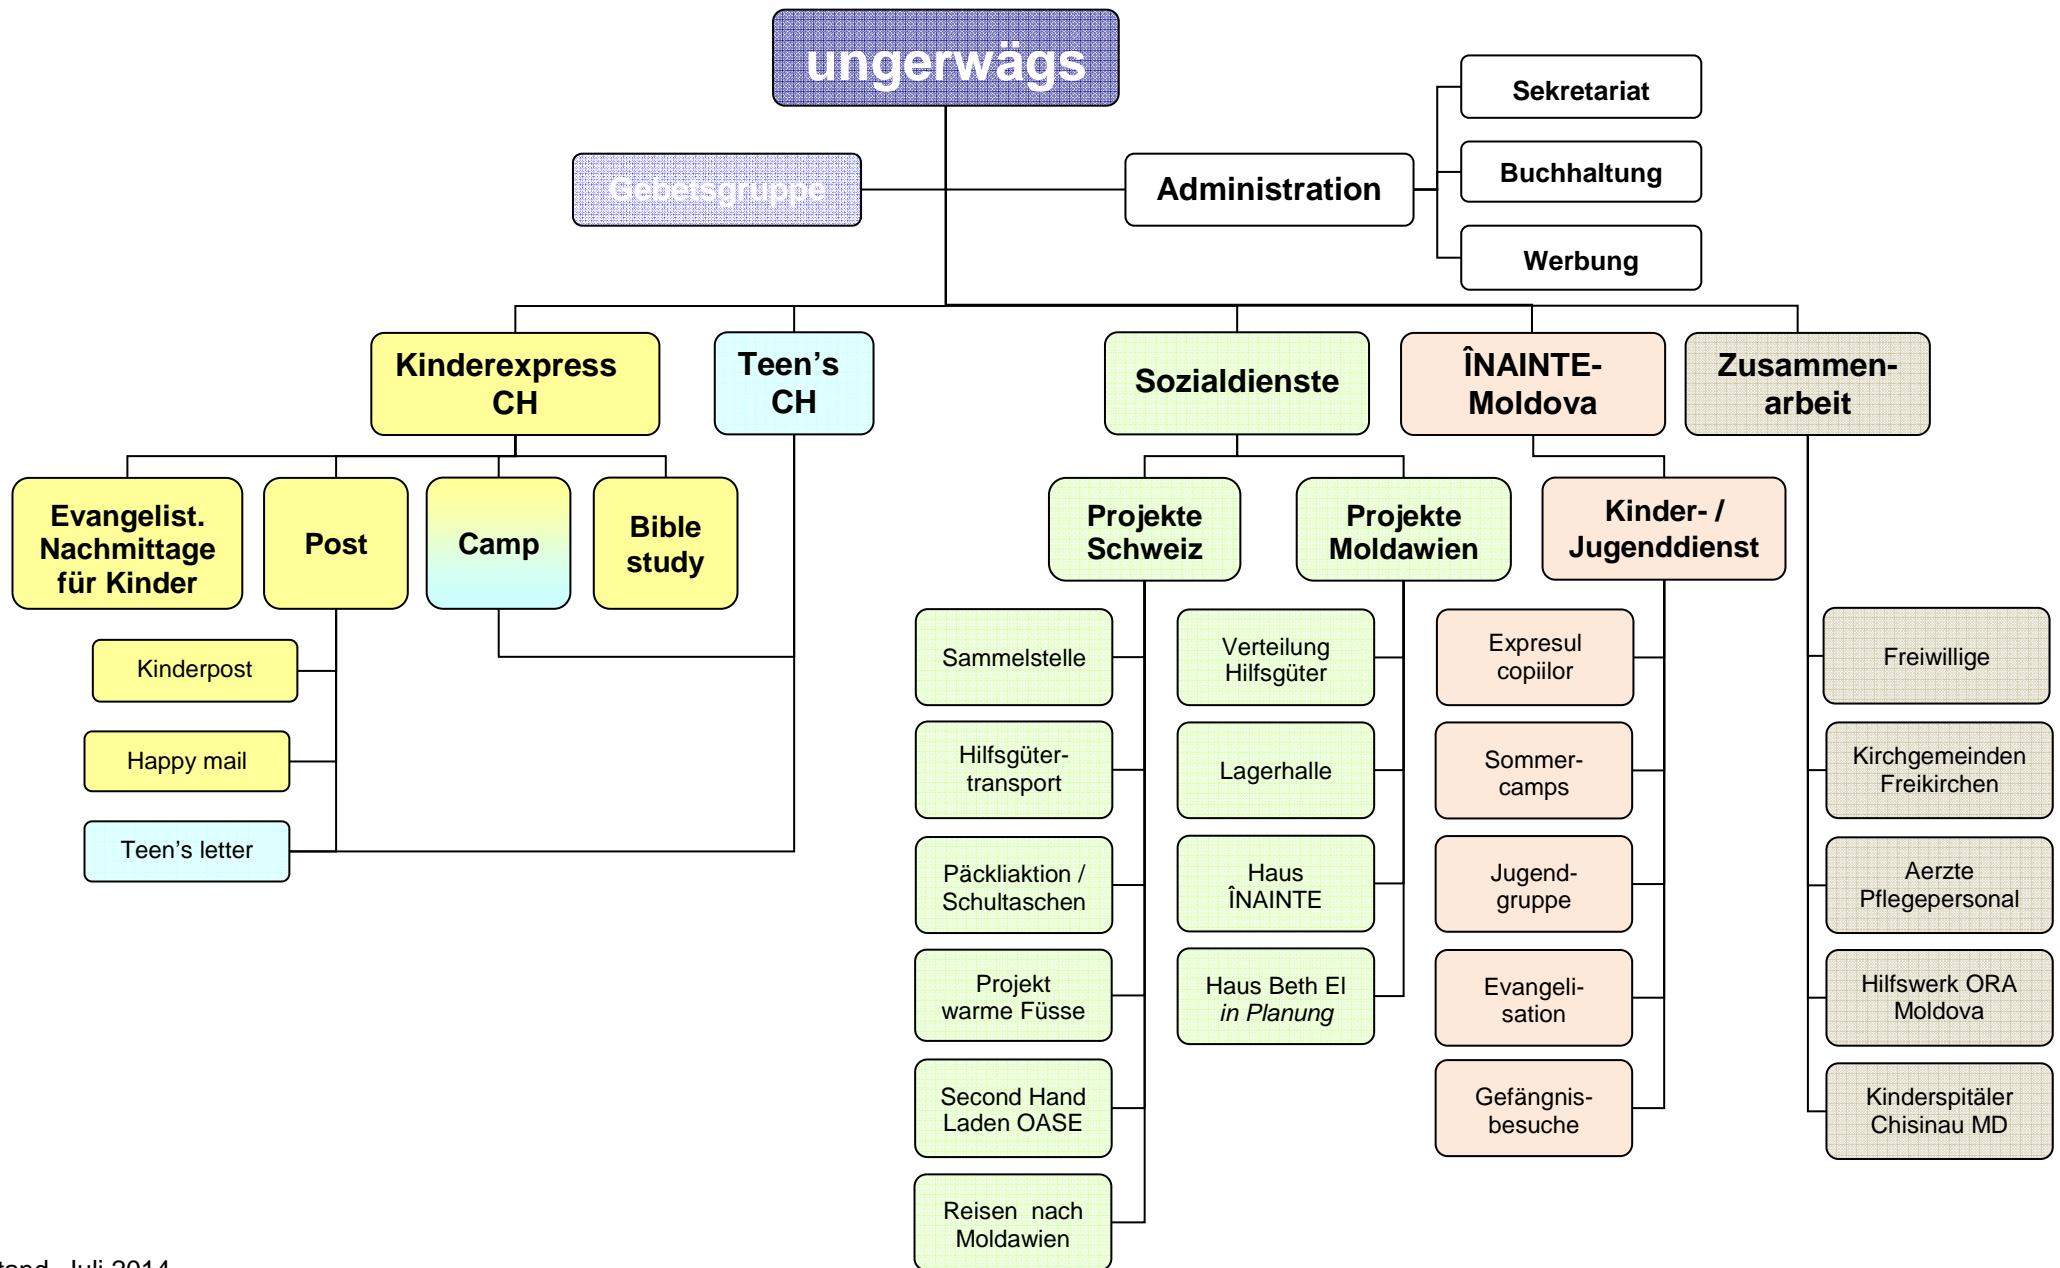 ungerwägs
Sekretariat
Gebetsgruppe
Administration
Buchhaltung
Werbung
Kinderexpress
CH
Teen's
CH
Sozialdienste
ÎNAINTE-
Moldova
Zusammen-
arbeit
Evangelist.
Nachmittage
für Kinder
Post
Camp
Bible
study
Projekte
Schweiz
Projekte
Moldawien
Kinder- /
Jugenddienst
Kinderpost
Happy mail
Teen's letter
Sammelstelle
Hilfsgüter-
transport
Päckliaktion /
Schultaschen
Projekt
warme Füsse
Second Hand
Laden OASE
Reisen nach
Moldawien
Verteilung
Hilfsgüter
Lagerhalle
Haus
ÎNAINTE
Haus Beth El
in Planung
Expresul
copiilor
Sommer-
camps
Jugend-
gruppe
Evangeli-
sation
Gefängnis-
besuche
Freiwillige
Kirchgemeinden
Freikirchen
Aerzte
Pflegepersonal
Hilfswerk ORA
Moldova
Kinderspitäler
Chisinau MD
Juli 2014